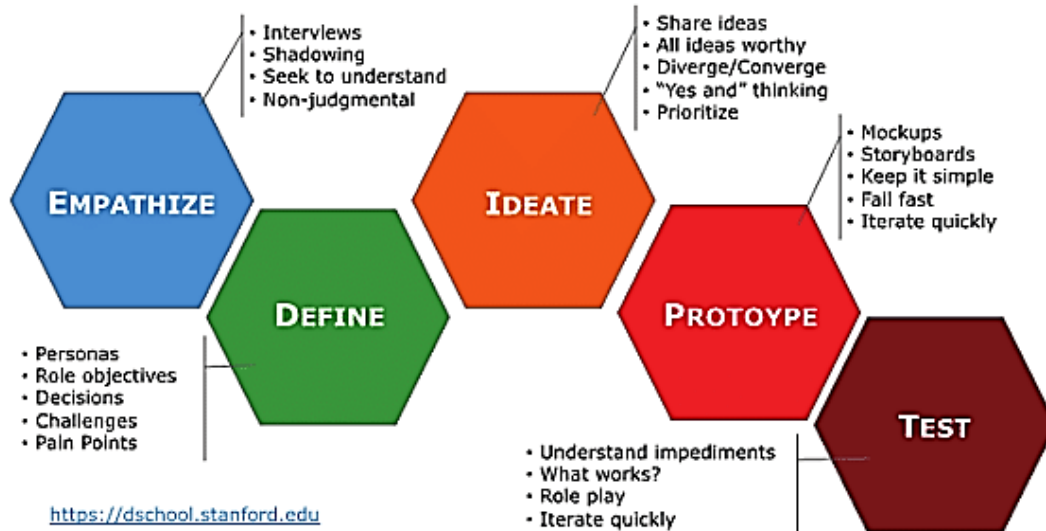 EMPATHIZE
• Interviews
• Shadowing
• Seek to understand
• Non-judgmental
DEFINE
• Personas
• Role objectives
• Decisions
• Challenges
• Pain Points
IDEATE
• Share ideas
• All ideas worthy
• Diverge/Converge
• “Yes and” thinking
• Prioritize
PROTOYPE
• Mockups
• Storyboards
• Keep it simple
• Fall fast
• Iterate quickly
TEST
• Understand impediments
• What works?
• Role play
• Iterate quickly
https://dschool.stanford.edu